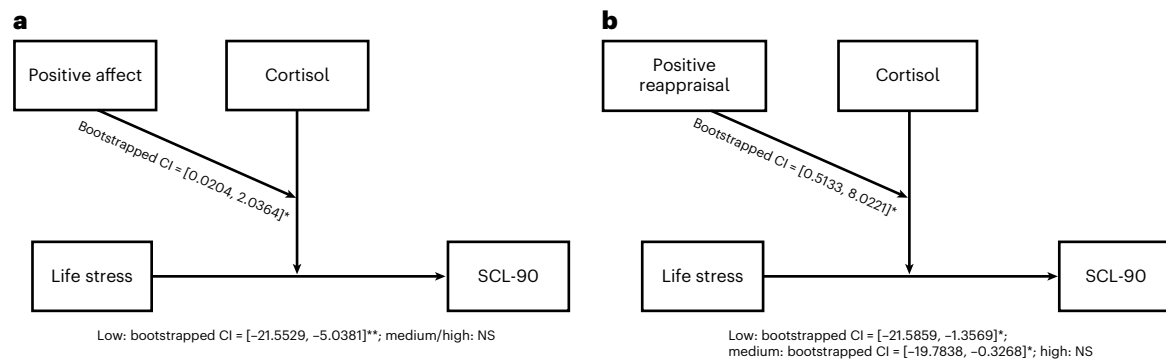 a
Positive affect
Cortisol
Bootstrapped CI = [0.0204, 2.0364]*
Life stress
SCL-90
Low: bootstrapped CI = [−21.5529, −5.0381]**; medium/high: NS
b
Positive
reappraisal
Cortisol
Bootstrapped CI = [0.5133, 8.0221]*
Life stress
SCL-90
Low: bootstrapped CI = [−21.5859, −1.3569]*;
medium: bootstrapped CI = [−19.7838, −0.3268]*; high: NS